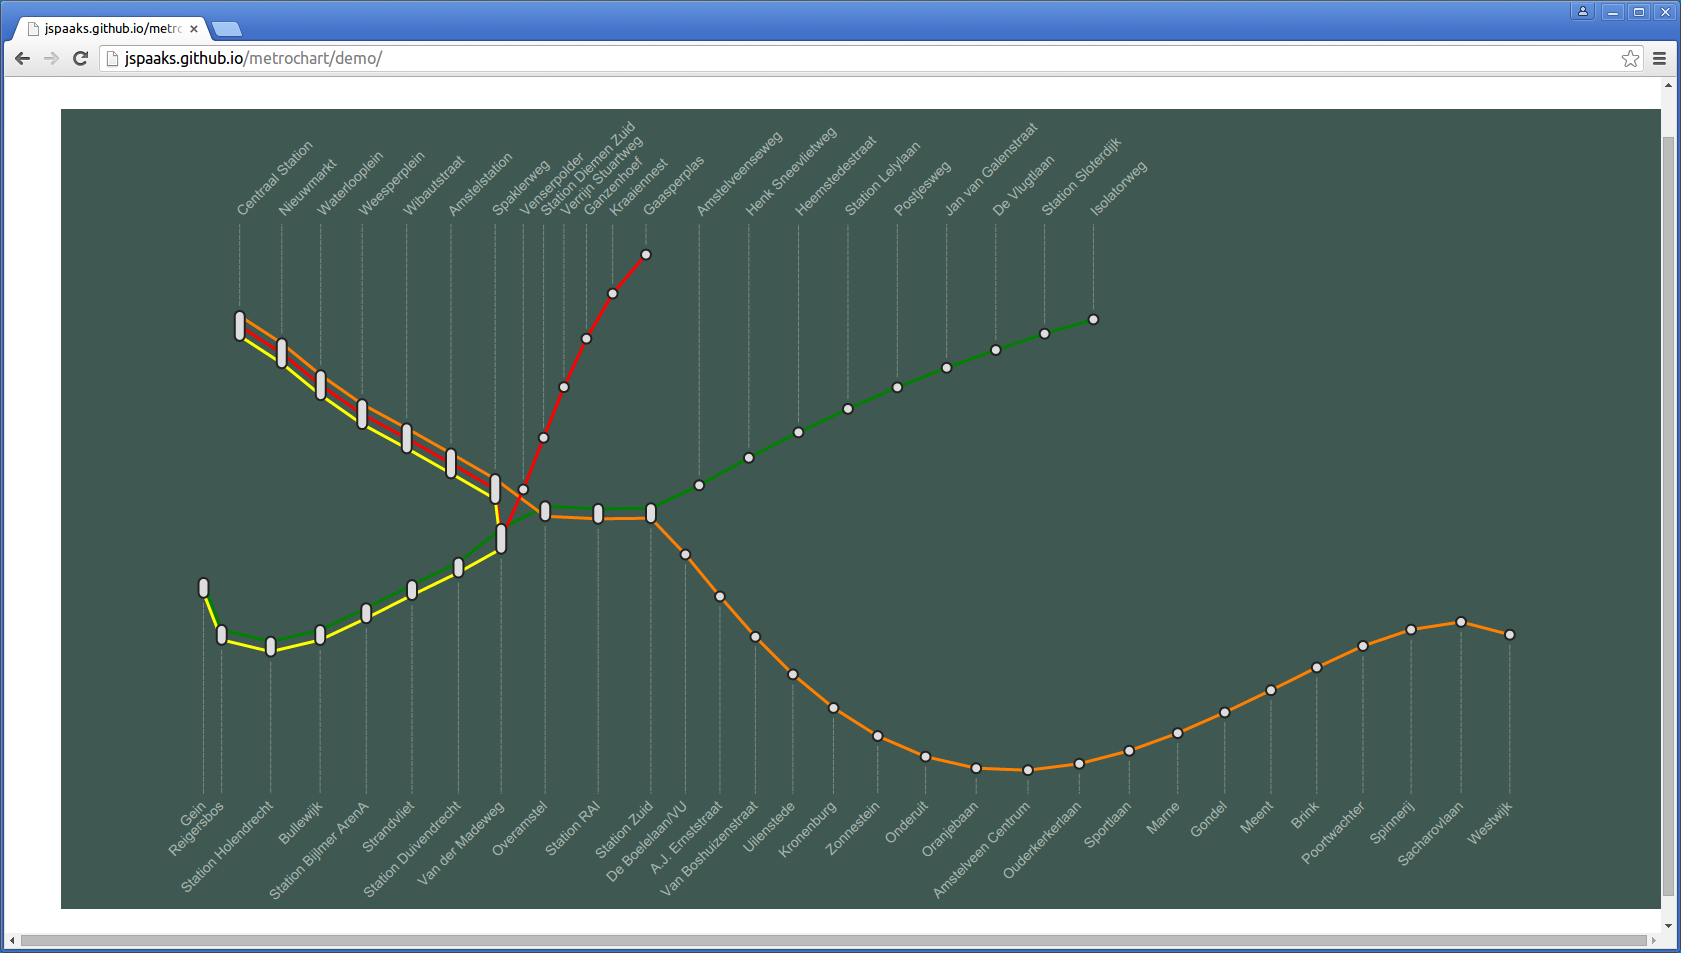 jspaaks.github.io/metro
jspaaks.github.io/metrochart/demo/
Centraal Station
Nieuwmarkt
Waterlooplein
Weesperplein
Wibautstraat
Amstelstation
Spaklerweg
Venserpolder
Station Diemen Zuid
Verrijn Stuartweg
Ganzenhoef
Kraaiennest
Gaasperplas
Amstelveenseweg
Henk Sneevlietweg
Heemstedestraat
Station Lelylaan
Postjesweg
Jan van Galenstraat
De Vlugtlaan
Station Sloterdijk
Isolatorweg
Gein
Reigersbos
Station Holendrecht
Bullewijk
Station Bijlmer ArenA
Strandvliet
Station Duivendrecht
Van der Madeweg
Overamstel
Station RAI
Station Zuid
De Boelelaan/VU
A.J. Ernststraat
Van Boshuizenstraat
Uilenstede
Kronenburg
Zonnestein
Onderuit
Oranjebaan
Amstelveen Centrum
Ouderkerkerlaan
Sportlaan
Marne
Gondel
Meent
Brink
Poortwachter
Spinnerij
Sacharovlaan
Westwijk